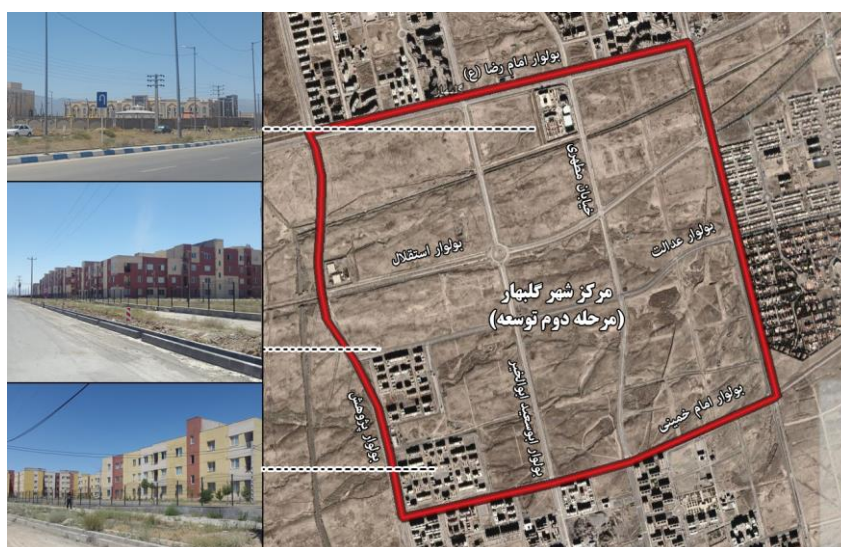 بولوار امام رضا (ع)
گلبهار
خیابان مطهری
بولوار استقلال
بولوار عدالت
مرکز شهر گلبهار
(مرحله دوم توسعه)
بولوار ابوسعید ابوالخیر
بولوار پژوهش
بولوار امام خمینی